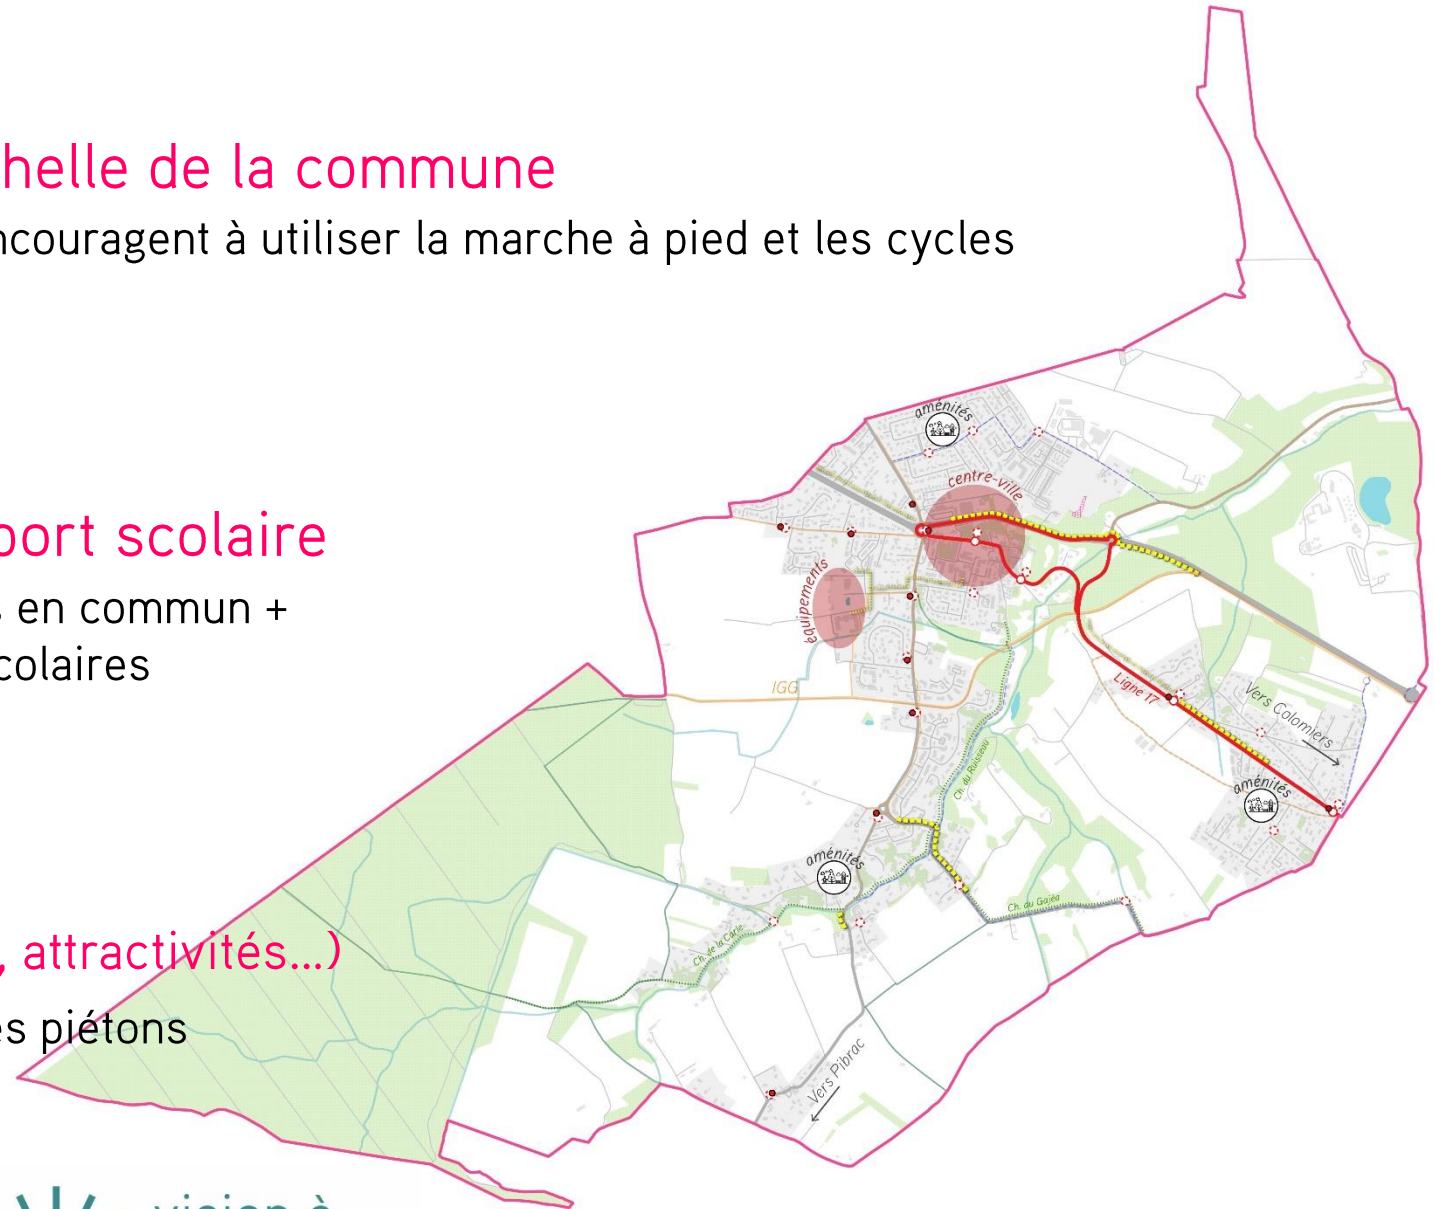 helle de la commune
ncouragent à utiliser la marche à pied et les cycles
port scolaire
s en commun +
colaires
, attractivités...)
es piétons
vision à
aménités
centre-ville
équipements
IGG
Ligne 17
Vers Colomiers
aménités
Ch. du Ruisseau
aménités
Ch. du Gajéa
Ch. de la Carle
Vers Pibrac